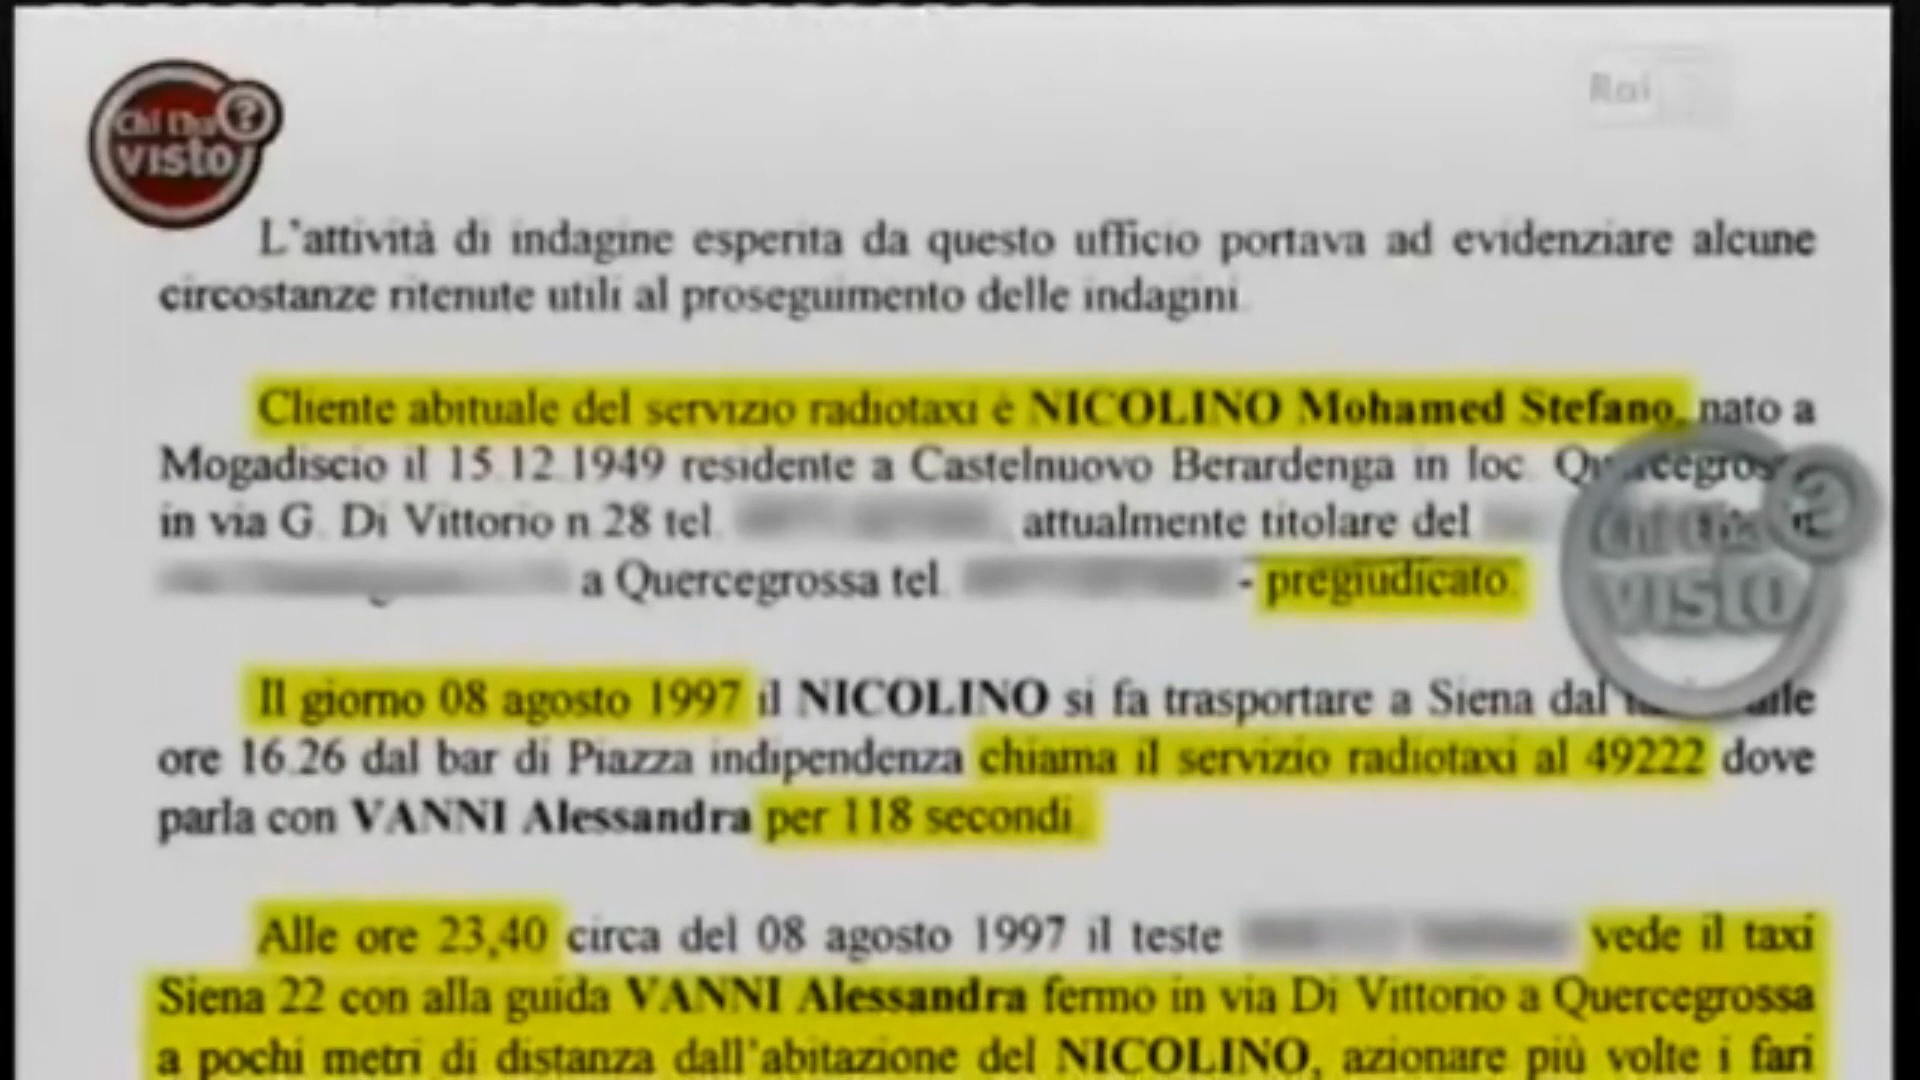 Chi l'ha visto ?
Rai
L'attività di indagine esperita da questo ufficio portava ad evidenziare alcune
circostanze ritenute utili al proseguimento delle indagini.
Cliente abituale del servizio radiotaxi è NICOLINO Mohamed Stefano, nato a
Mogadiscio il 15.12.1949 residente a Castelnuovo Berardenga in loc. Quercegrossa
in via G. Di Vittorio n.28 tel. , attualmente titolare del
a Quercegrossa tel. - pregiudicato.
Chi l'ha visto ?
Il giorno 08 agosto 1997 il NICOLINO si fa trasportare a Siena dal alle
ore 16.26 dal bar di Piazza indipendenza chiama il servizio radiotaxi al 49222 dove
parla con VANNI Alessandra per 118 secondi.
Alle ore 23,40 circa del 08 agosto 1997 il teste vede il taxi
Siena 22 con alla guida VANNI Alessandra fermo in via Di Vittorio a Quercegrossa
a pochi metri di distanza dall'abitazione del NICOLINO, azionare più volte i fari